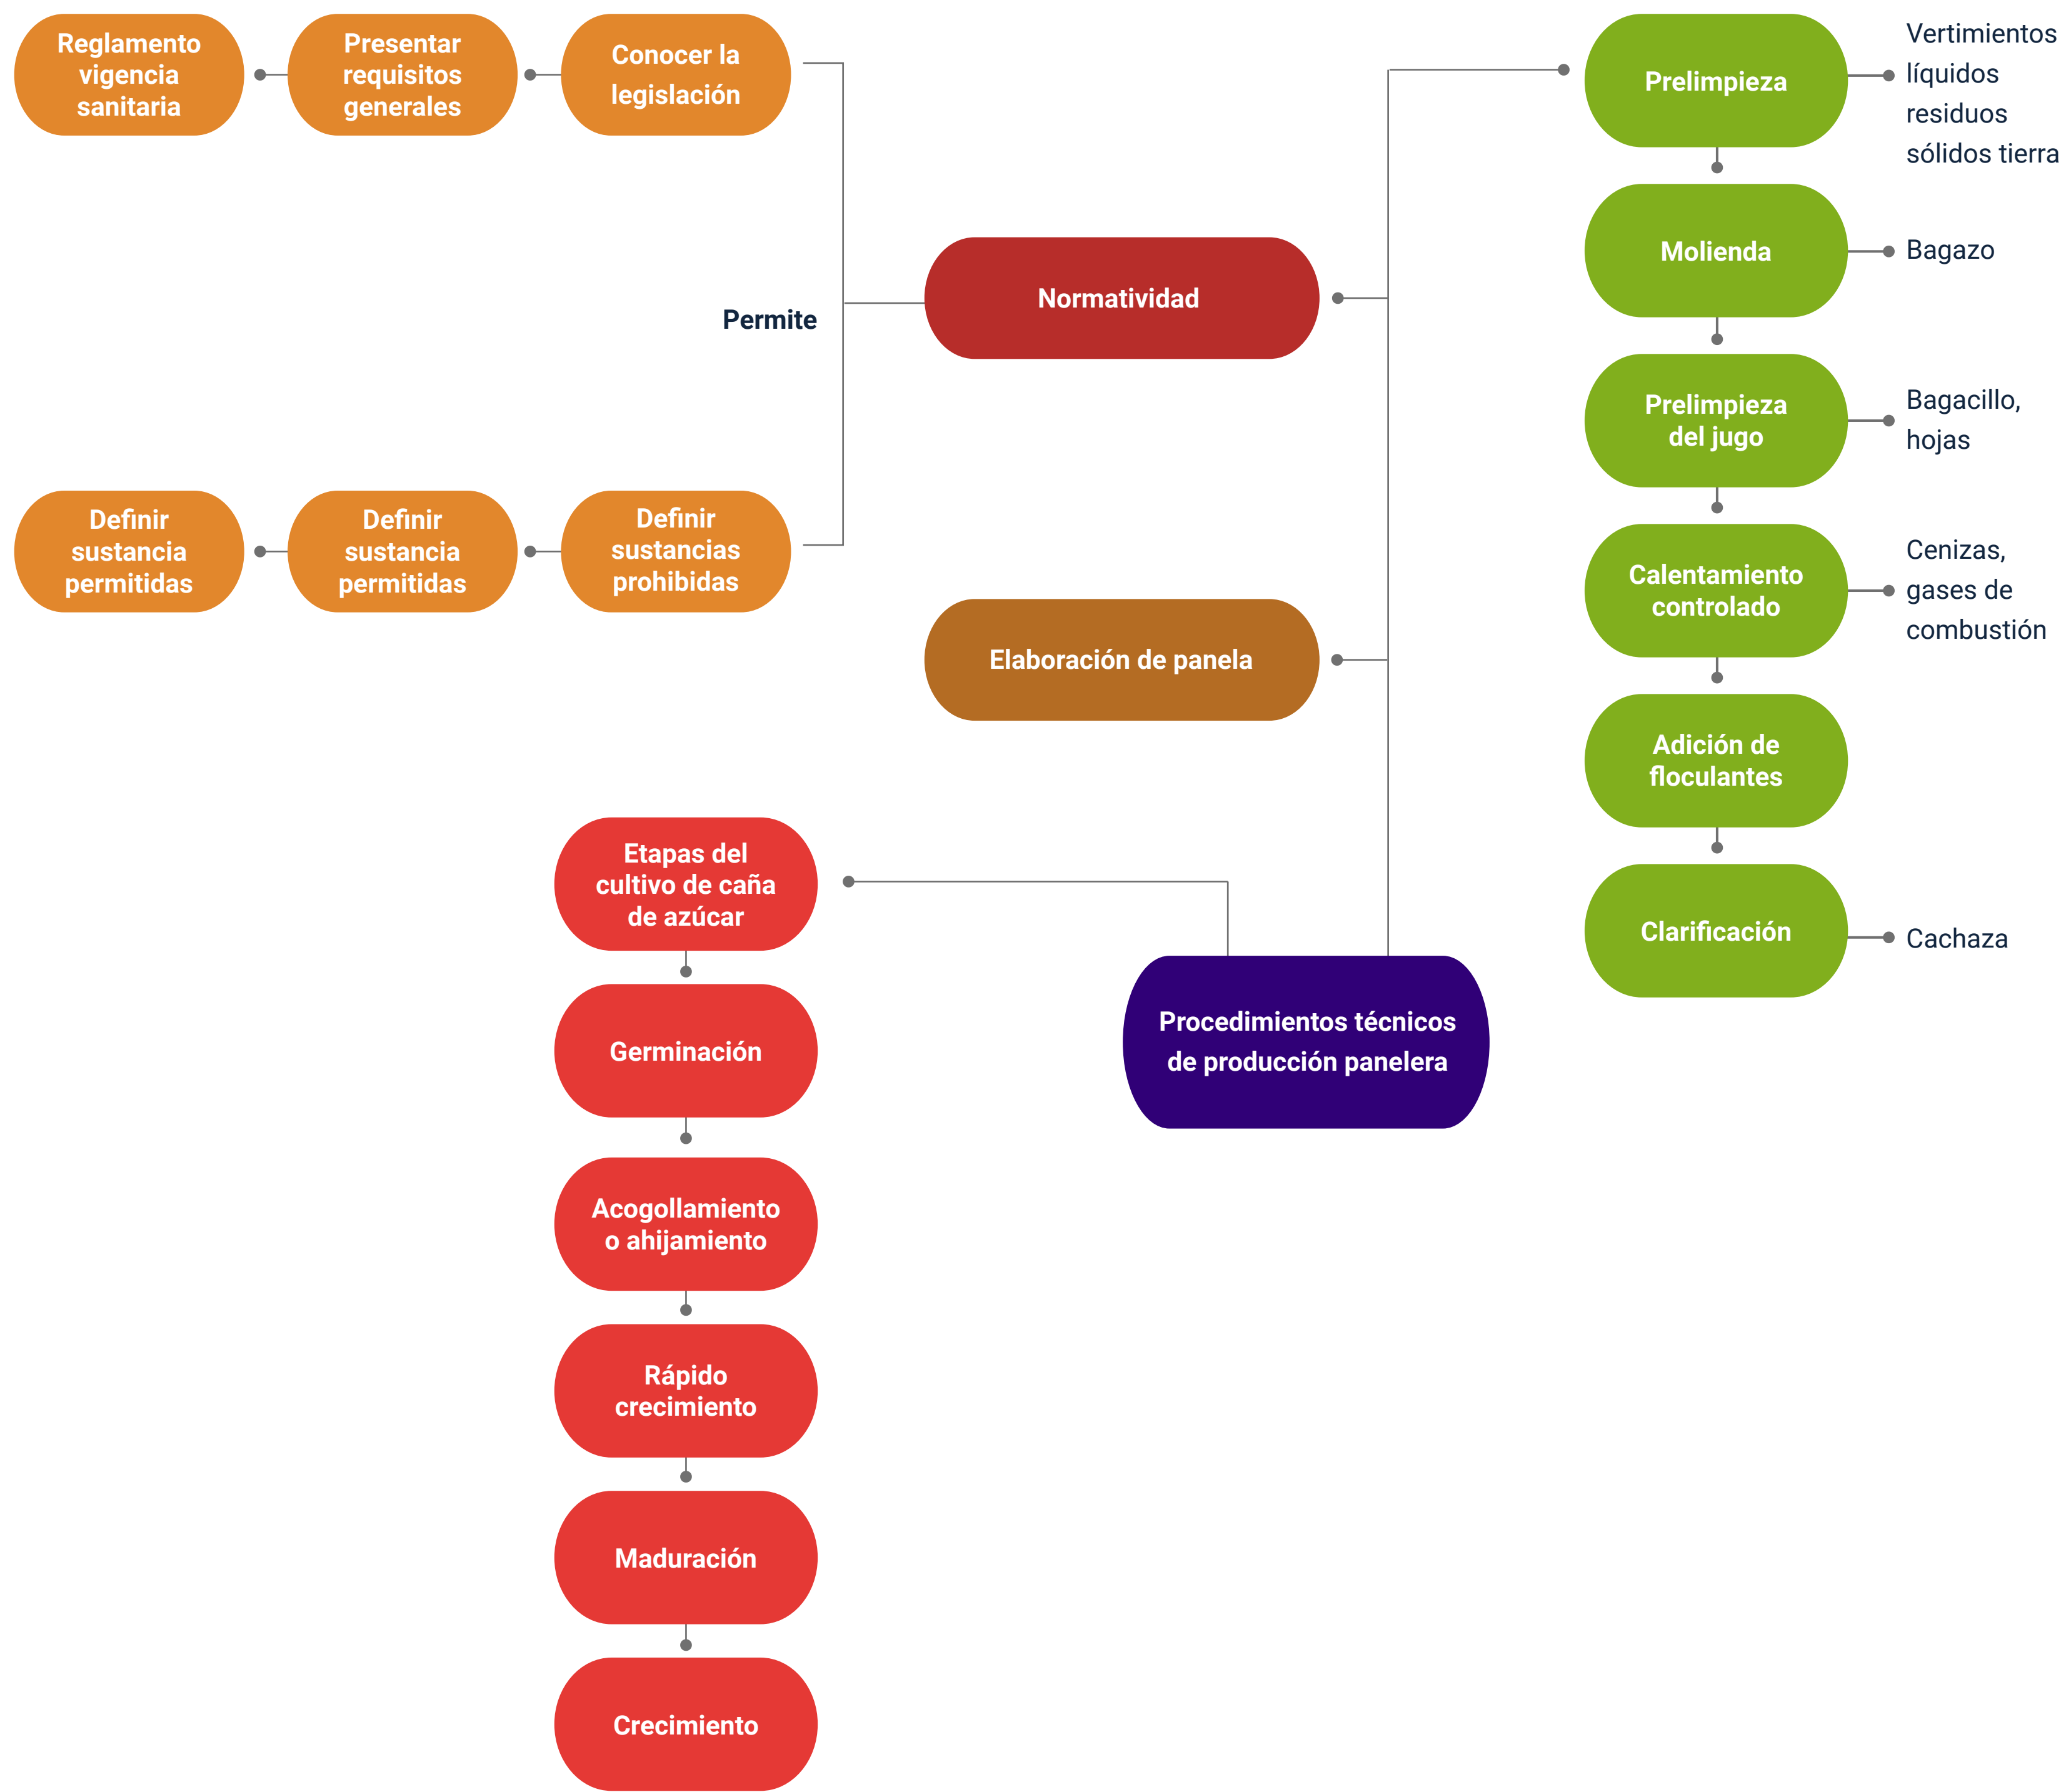 Reglamento
vigencia
sanitaria
Presentar
requisitos
generales
Conocer la
legislación
Permite
Normatividad
Definir
sustancia
permitidas
Definir
sustancia
permitidas
Definir
sustancias
prohibidas
Elaboración de panela
Procedimientos técnicos
de producción panelera
Etapas del
cultivo de caña
de azúcar
Germinación
Acogollamiento
o ahijamiento
Rápido
crecimiento
Maduración
Crecimiento
Prelimpieza
Vertimientos
líquidos
residuos
sólidos tierra
Molienda
Bagazo
Prelimpieza
del jugo
Bagacillo,
hojas
Calentamiento
controlado
Cenizas,
gases de
combustión
Adición de
floculantes
Clarificación
Cachaza